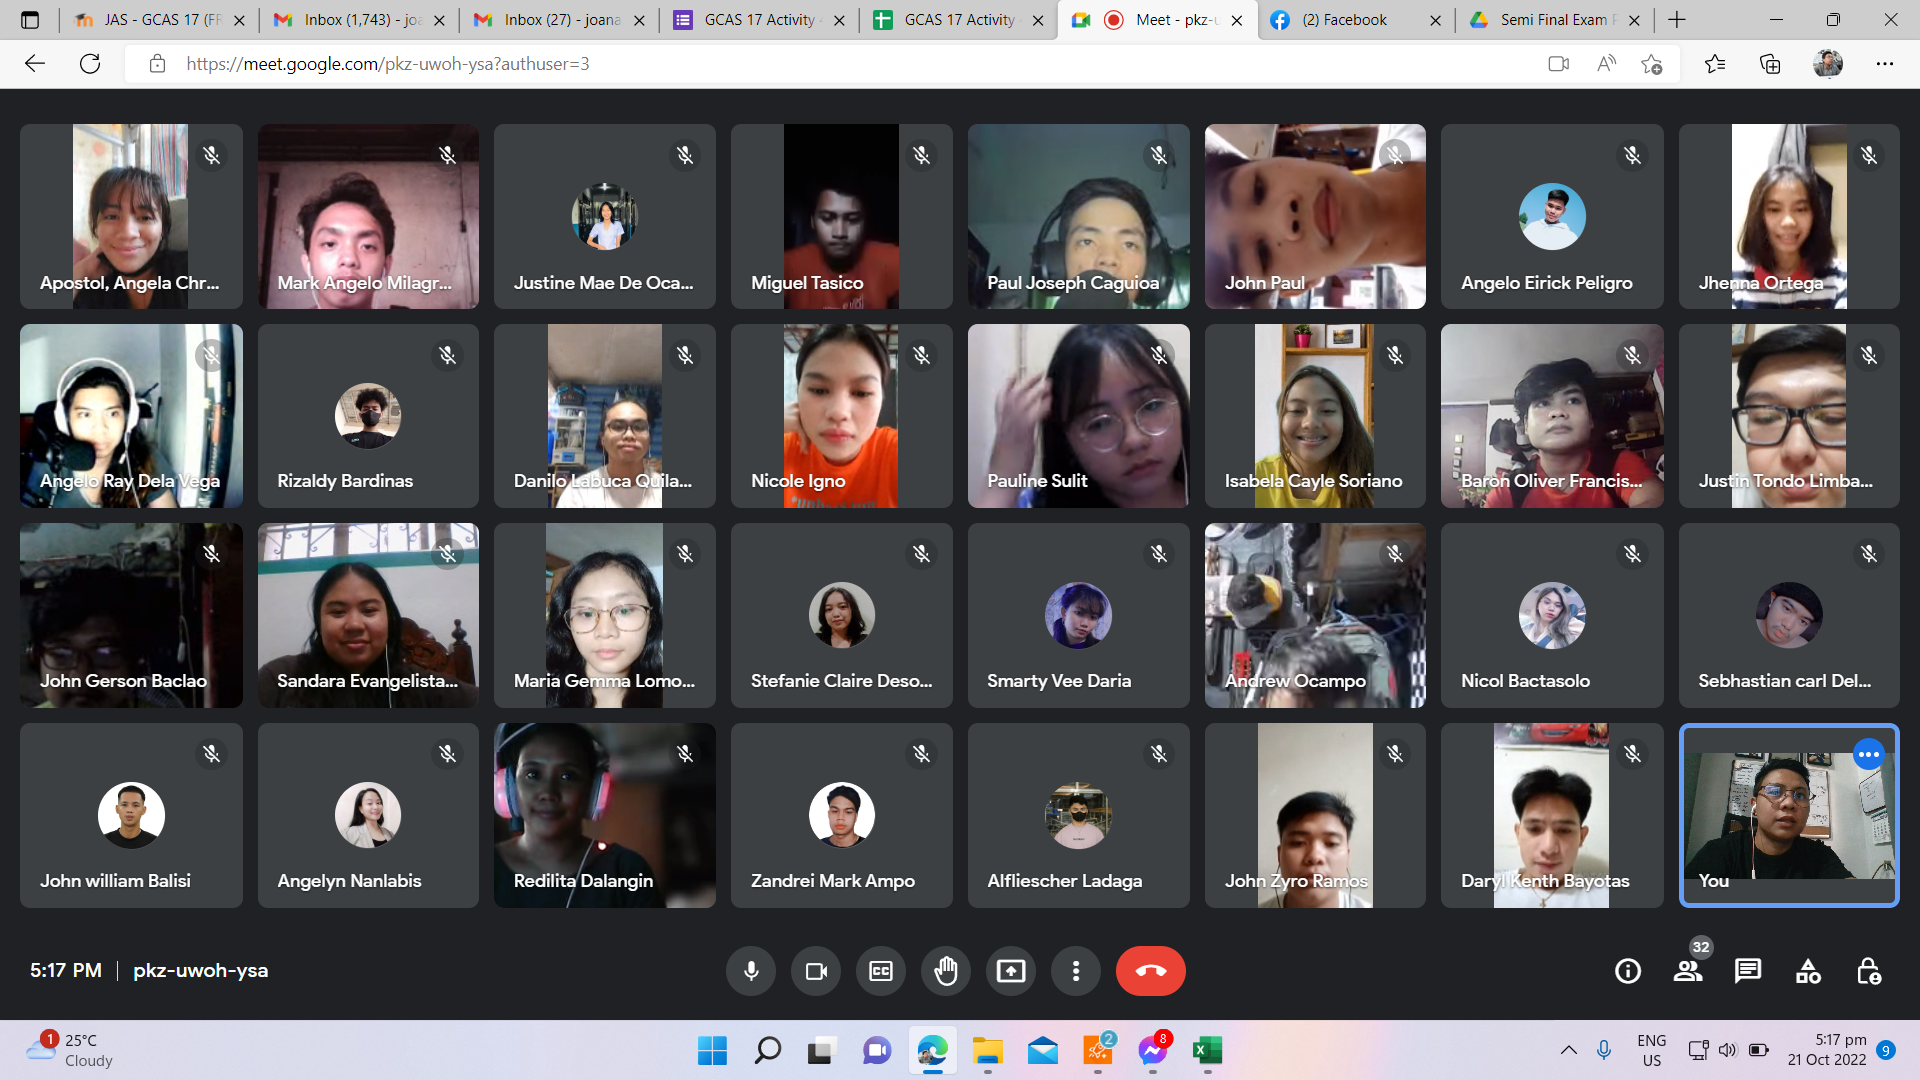 JAS - GCAS 17 (FR
Inbox (1,743) - joa
Inbox (27) - joana
GCAS 17 Activity
GCAS 17 Activity
Meet - pkz-u
(2) Facebook
Semi Final Exam
https://meet.google.com/pkz-uwoh-ysa?authuser=3
Apostol, Angela Chr...
Mark Angelo Milagr...
Justine Mae De Oca...
Miguel Tasico
Paul Joseph Caguioa
John Paul
Angelo Eirick Peligro
Jhenna Ortega
Angelo Ray Dela Vega
Rizaldy Bardinas
Danilo Labuca Quila...
Nicole Igno
Pauline Sulit
Isabela Cayle Soriano
Baron Oliver Francis...
Justin Tondo Limba...
John Gerson Baclao
Sandara Evangelista...
Maria Gemma Lomo...
Stefanie Claire Deso...
Smarty Vee Daria
Andrew Ocampo
Nicol Bactasolo
Sebhastian carl Del...
John william Balisi
Angelyn Nanlabis
Redilita Dalangin
Zandrei Mark Ampo
Alfliescher Ladaga
John Zyro Ramos
Daryl Kenth Bayotas
You
5:17 PM | pkz-uwoh-ysa
CC
32
1
25°C
Cloudy
2
8
ENG
US
5:17 pm
21 Oct 2022
9